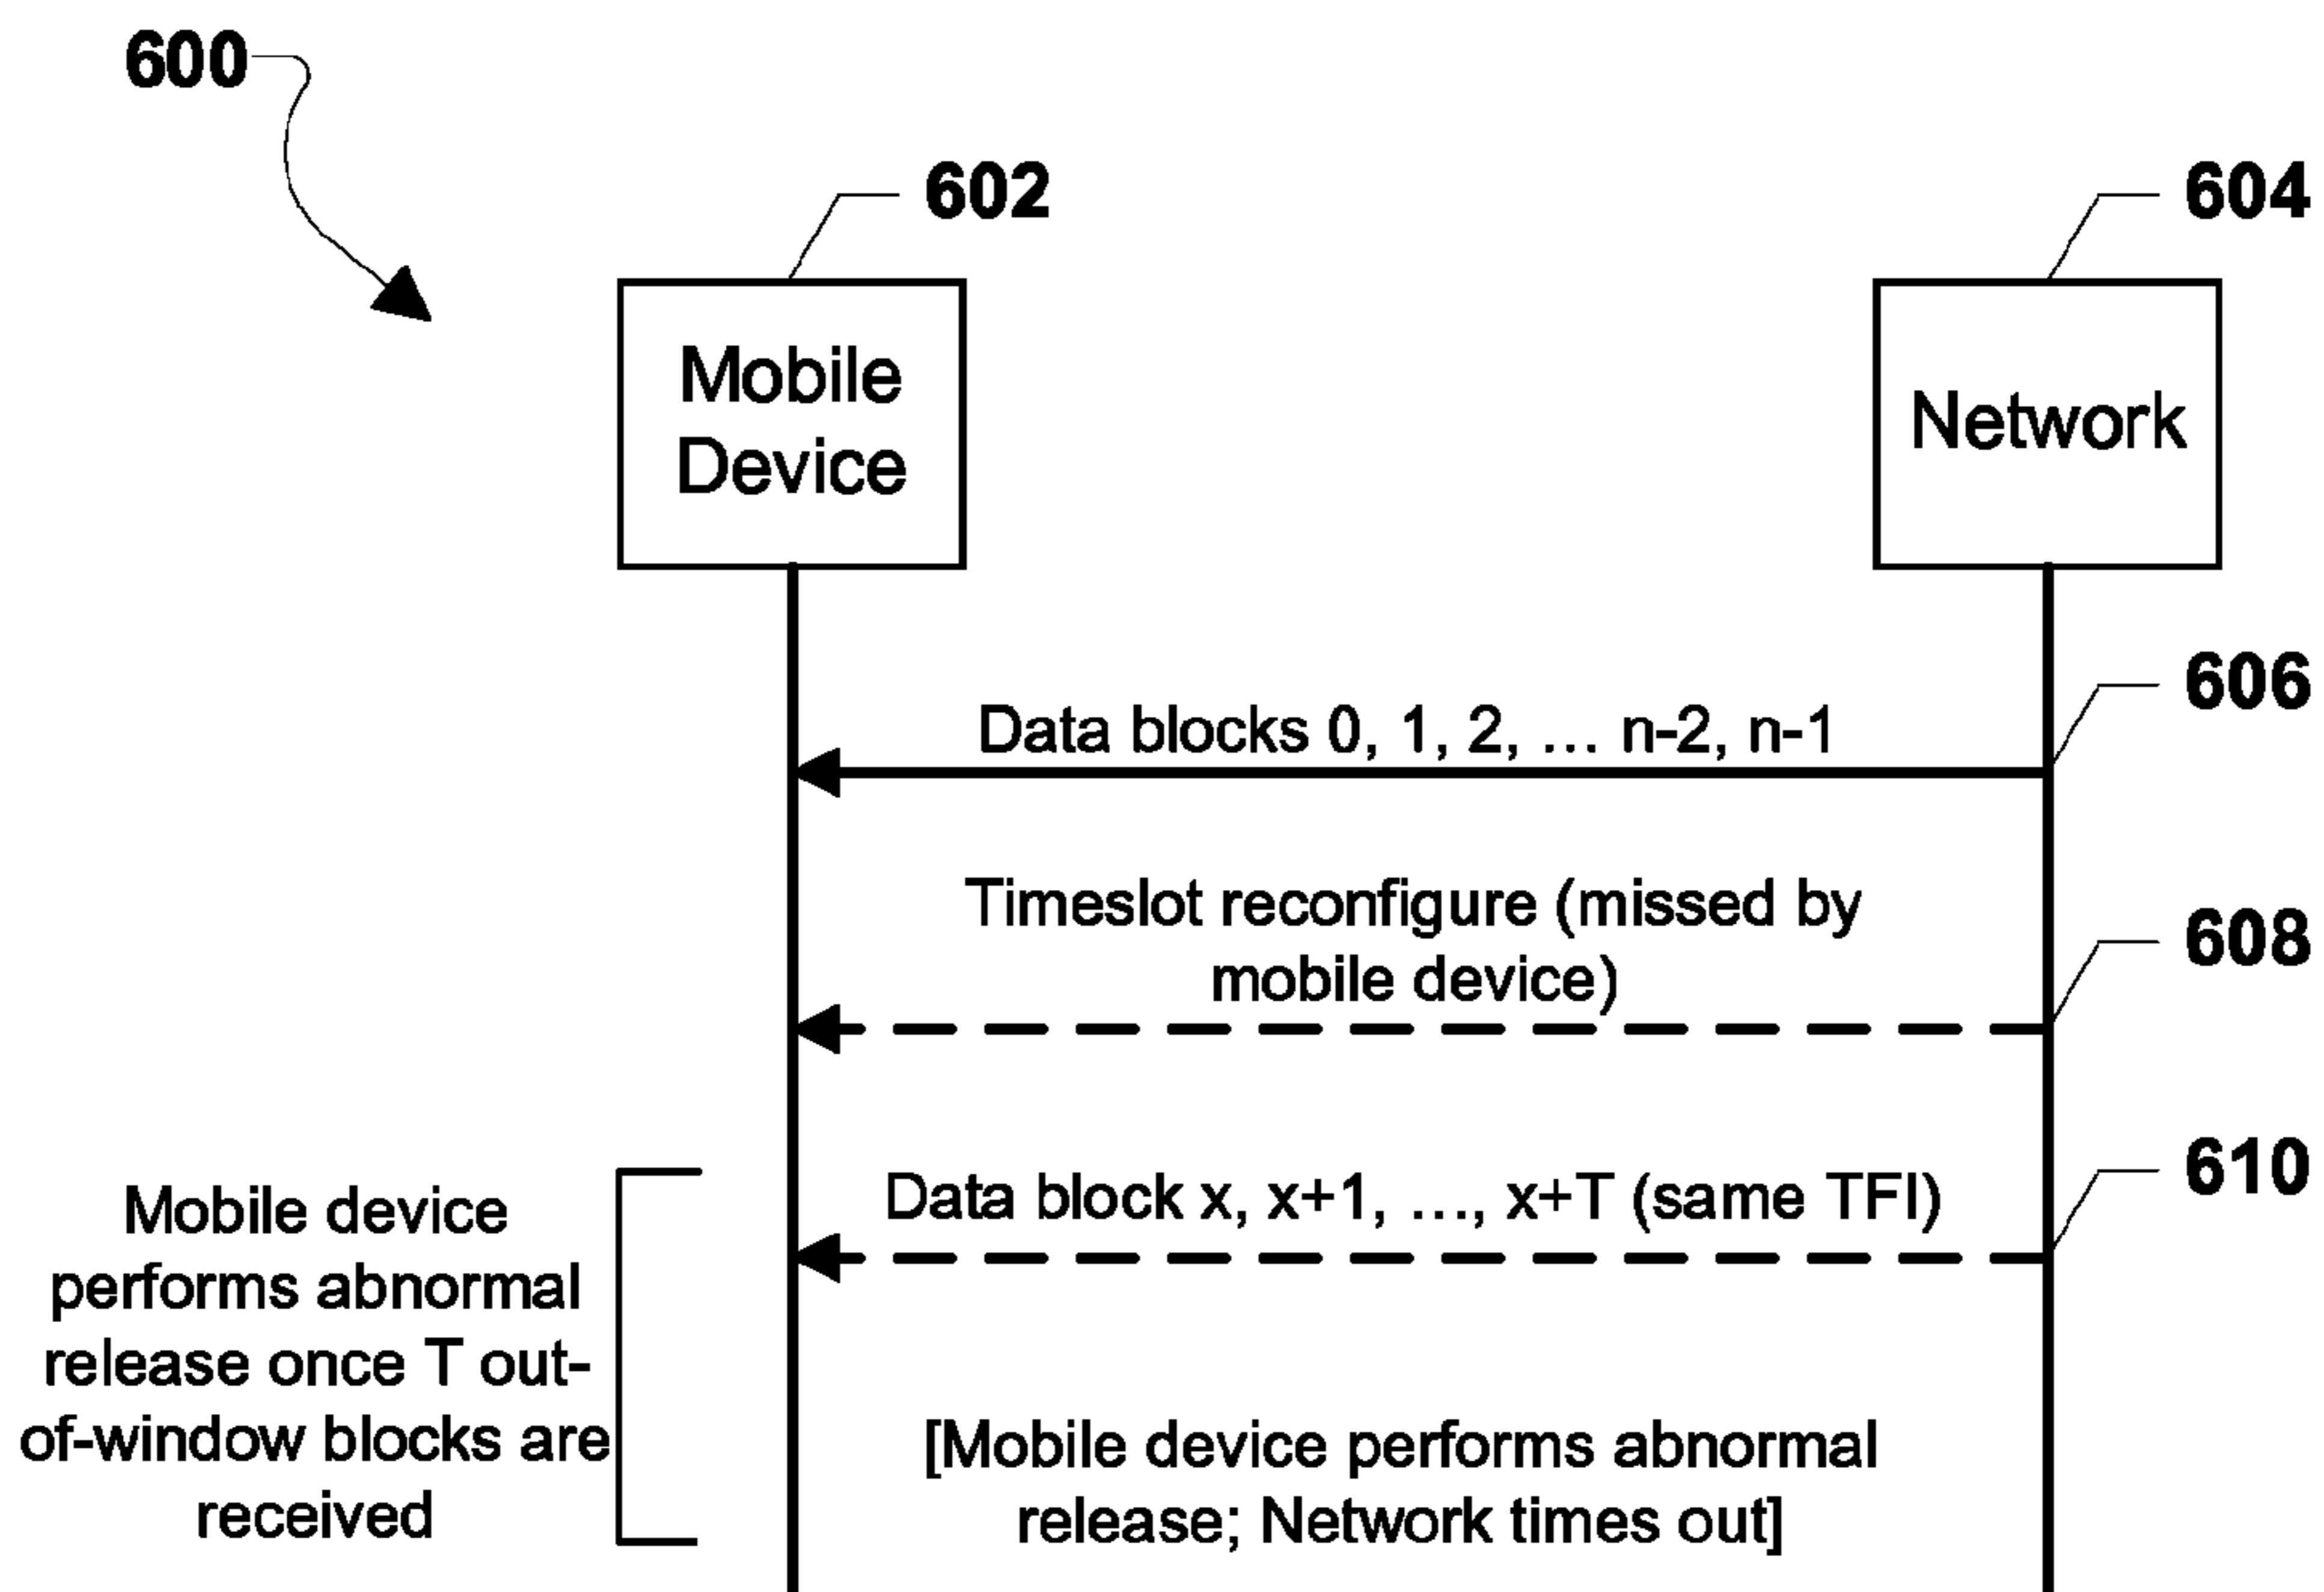 600
602
604
Mobile
Device
Network
606
Data blocks 0, 1, 2, ... n-2, n-1
Timeslot reconfigure (missed by
mobile device)
608
610
Data block x, x+1, ..., x+T (same TFI)
Mobile device
performs abnormal
release once T out-
of-window blocks are
received
[Mobile device performs abnormal
release; Network times out]